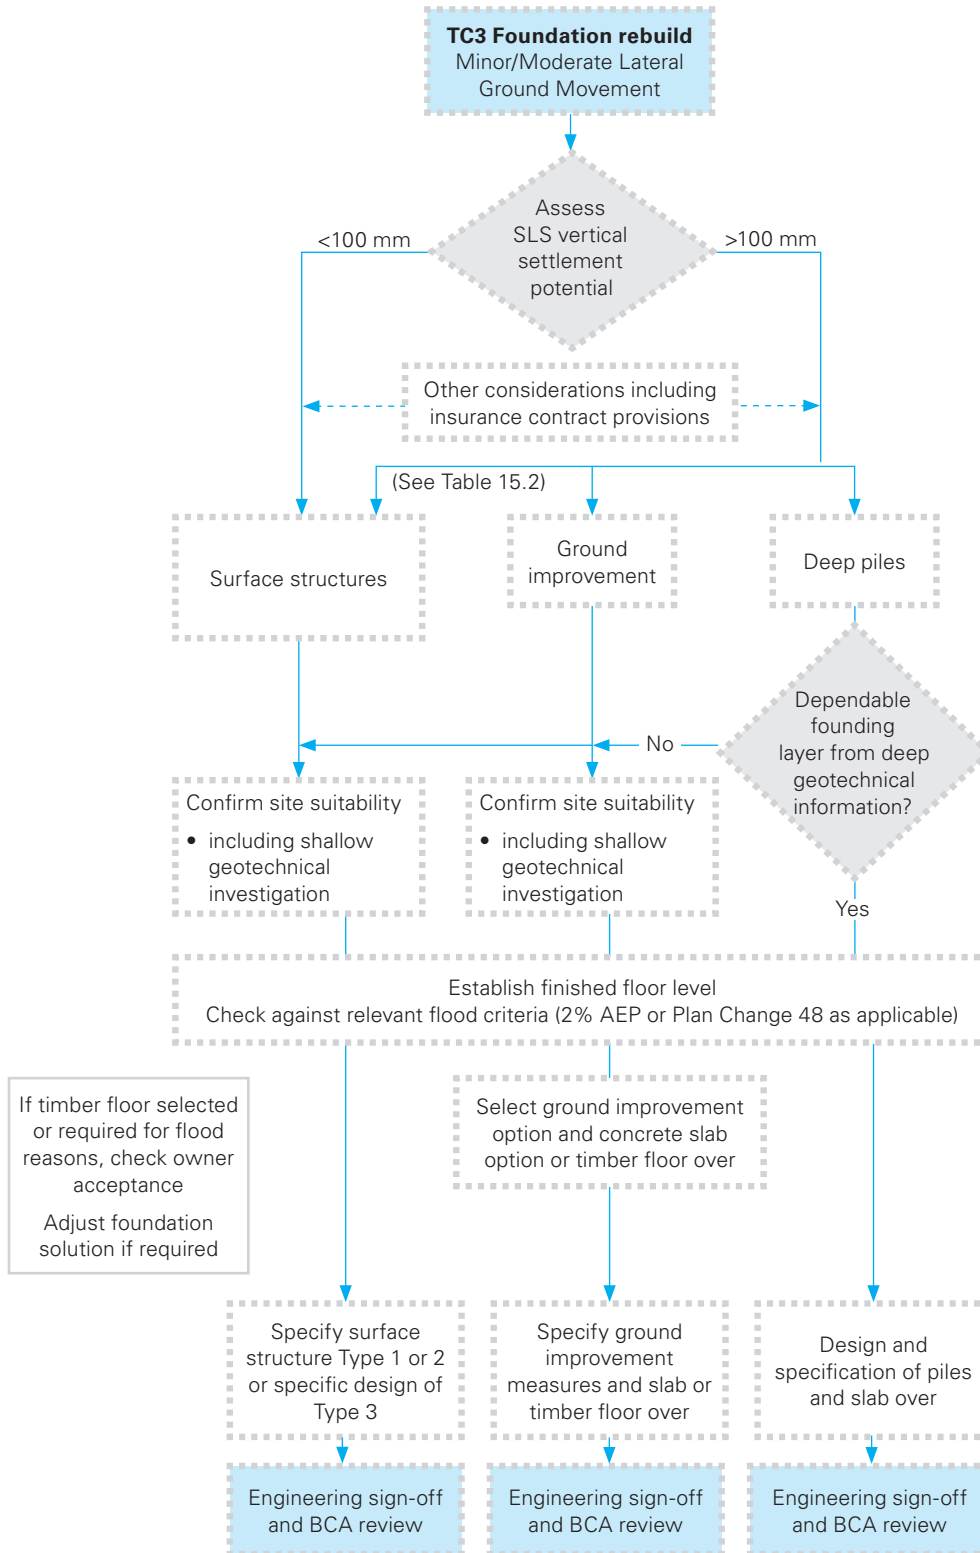 TC3 Foundation rebuild
Minor/Moderate Lateral
Ground Movement
Assess
SLS vertical
settlement
potential
<100 mm
>100 mm
Other considerations including
insurance contract provisions
(See Table 15.2)
Surface structures
Ground
improvement
Deep piles
Dependable
founding
layer from deep
geotechnical
information?
No
Yes
Confirm site suitability
• including shallow
geotechnical
investigation
Confirm site suitability
• including shallow
geotechnical
investigation
Establish finished floor level
Check against relevant flood criteria (2% AEP or Plan Change 48 as applicable)
If timber floor selected
or required for flood
reasons, check owner
acceptance
Adjust foundation
solution if required
Select ground improvement
option and concrete slab
option or timber floor over
Specify surface
structure Type 1 or 2
or specific design of
Type 3
Specify ground
improvement
measures and slab or
timber floor over
Design and
specification of piles
and slab over
Engineering sign-off
and BCA review
Engineering sign-off
and BCA review
Engineering sign-off
and BCA review